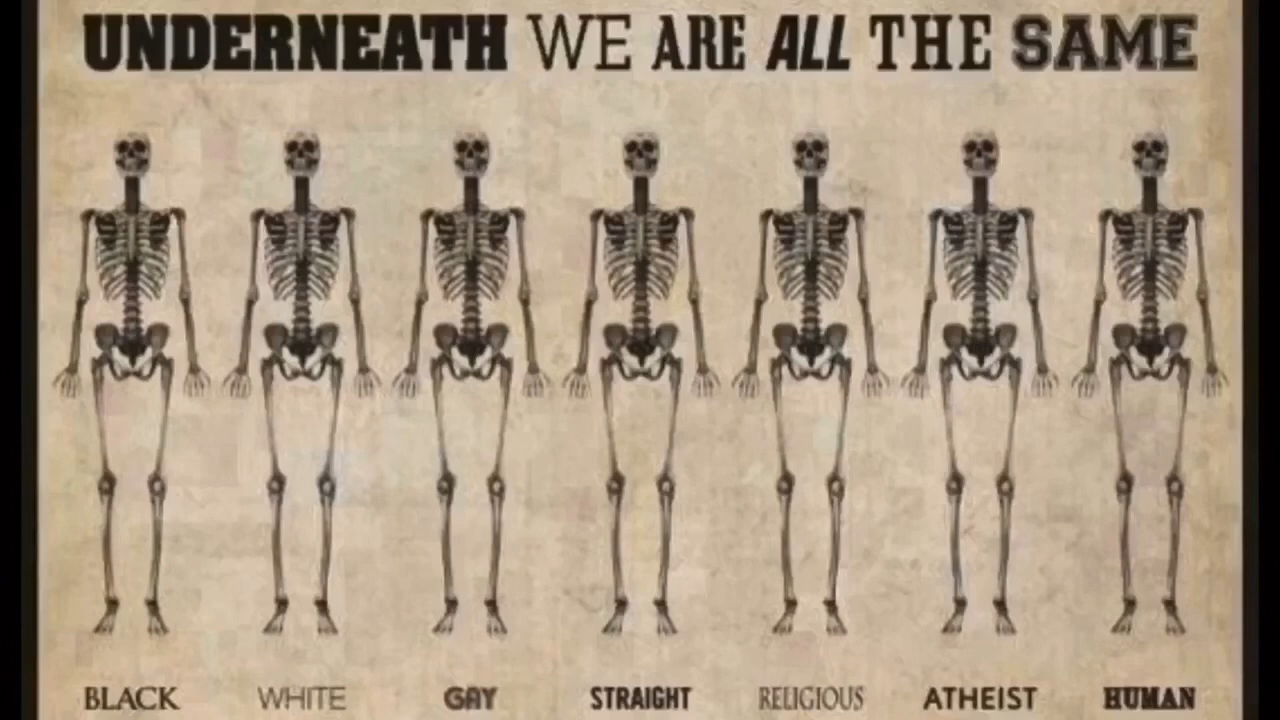 UNDERNEATH WE ARE ALL THE SAME
BLACK WHITE GAY STRAIGHT RELIGIOUS ATHEIST HUMAN